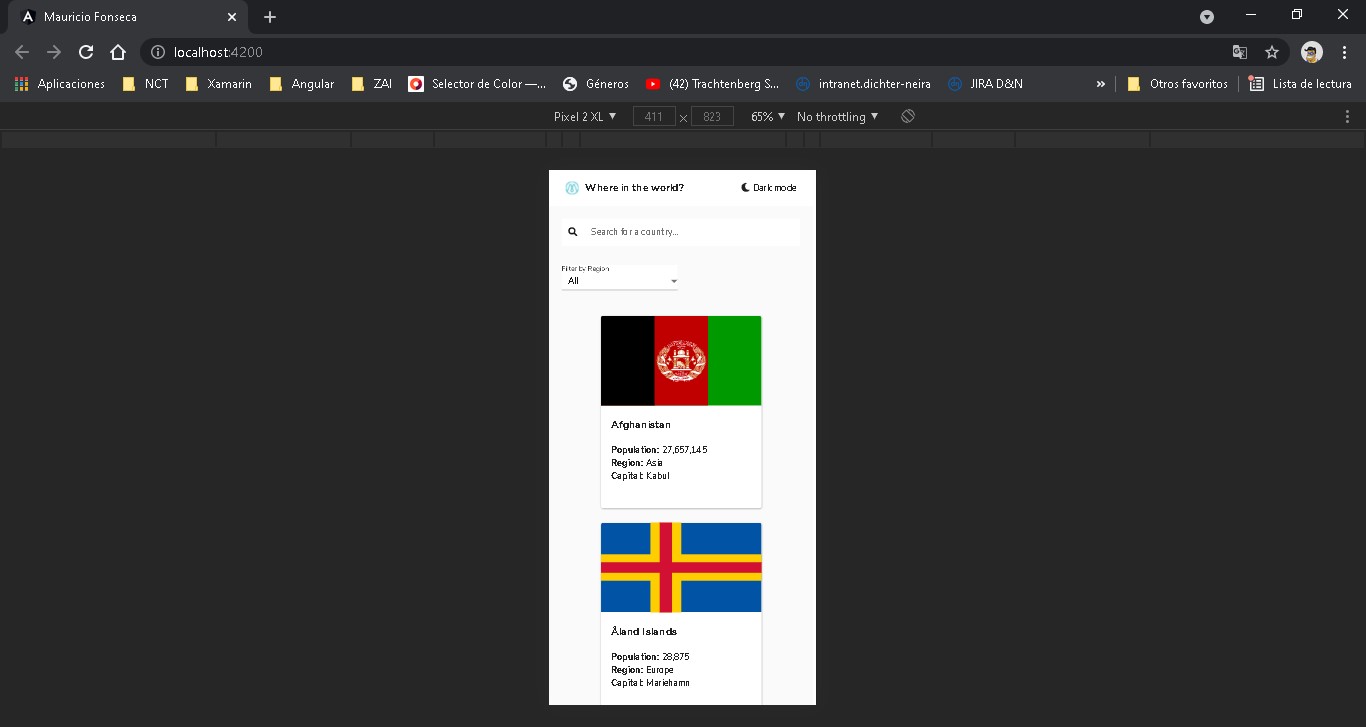 Mauricio Fonseca
localhost:4200
Aplicaciones NCT Xamarin Angular ZAI Selector de Color —... Géneros (42) Trachtenberg S... intranet.dichter-neira JIRA D&N » Otros favoritos Lista de lectura
Pixel 2 XL 411 x 823 65% No throttling
Where in the world? Dark mode
Search for a country...
Filter by Region
All
Afghanistan
Population: 27,657,145
Region: Asia
Capital: Kabul
Åland Islands
Population: 28,875
Region: Europe
Capital: Mariehamn